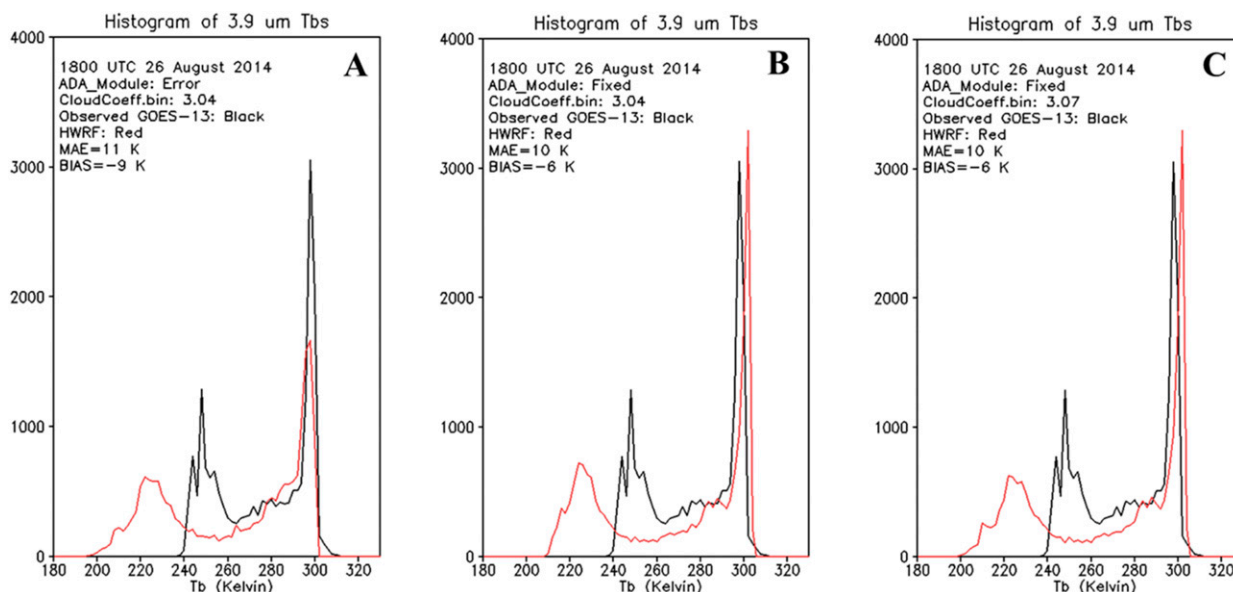 Histogram of 3.9 um Tbs
4000
3000
2000
1000
0
1800 UTC 26 August 2014
ADA_Module: Error
CloudCoeff.bin: 3.04
Observed GOES-13: Black
HWRF: Red
MAE=11 K
BIAS=-9 K
A
180 200 220 240 260 280 300 320
Tb (Kelvin)
Histogram of 3.9 um Tbs
4000
3000
2000
1000
0
1800 UTC 26 August 2014
ADA_Module: Fixed
CloudCoeff.bin: 3.04
Observed GOES-13: Black
HWRF: Red
MAE=10 K
BIAS=-6 K
B
180 200 220 240 260 280 300 320
Tb (Kelvin)
Histogram of 3.9 um Tbs
4000
3000
2000
1000
0
1800 UTC 26 August 2014
ADA_Module: Fixed
CloudCoeff.bin: 3.07
Observed GOES-13: Black
HWRF: Red
MAE=10 K
BIAS=-6 K
C
180 200 220 240 260 280 300 320
Tb (Kelvin)